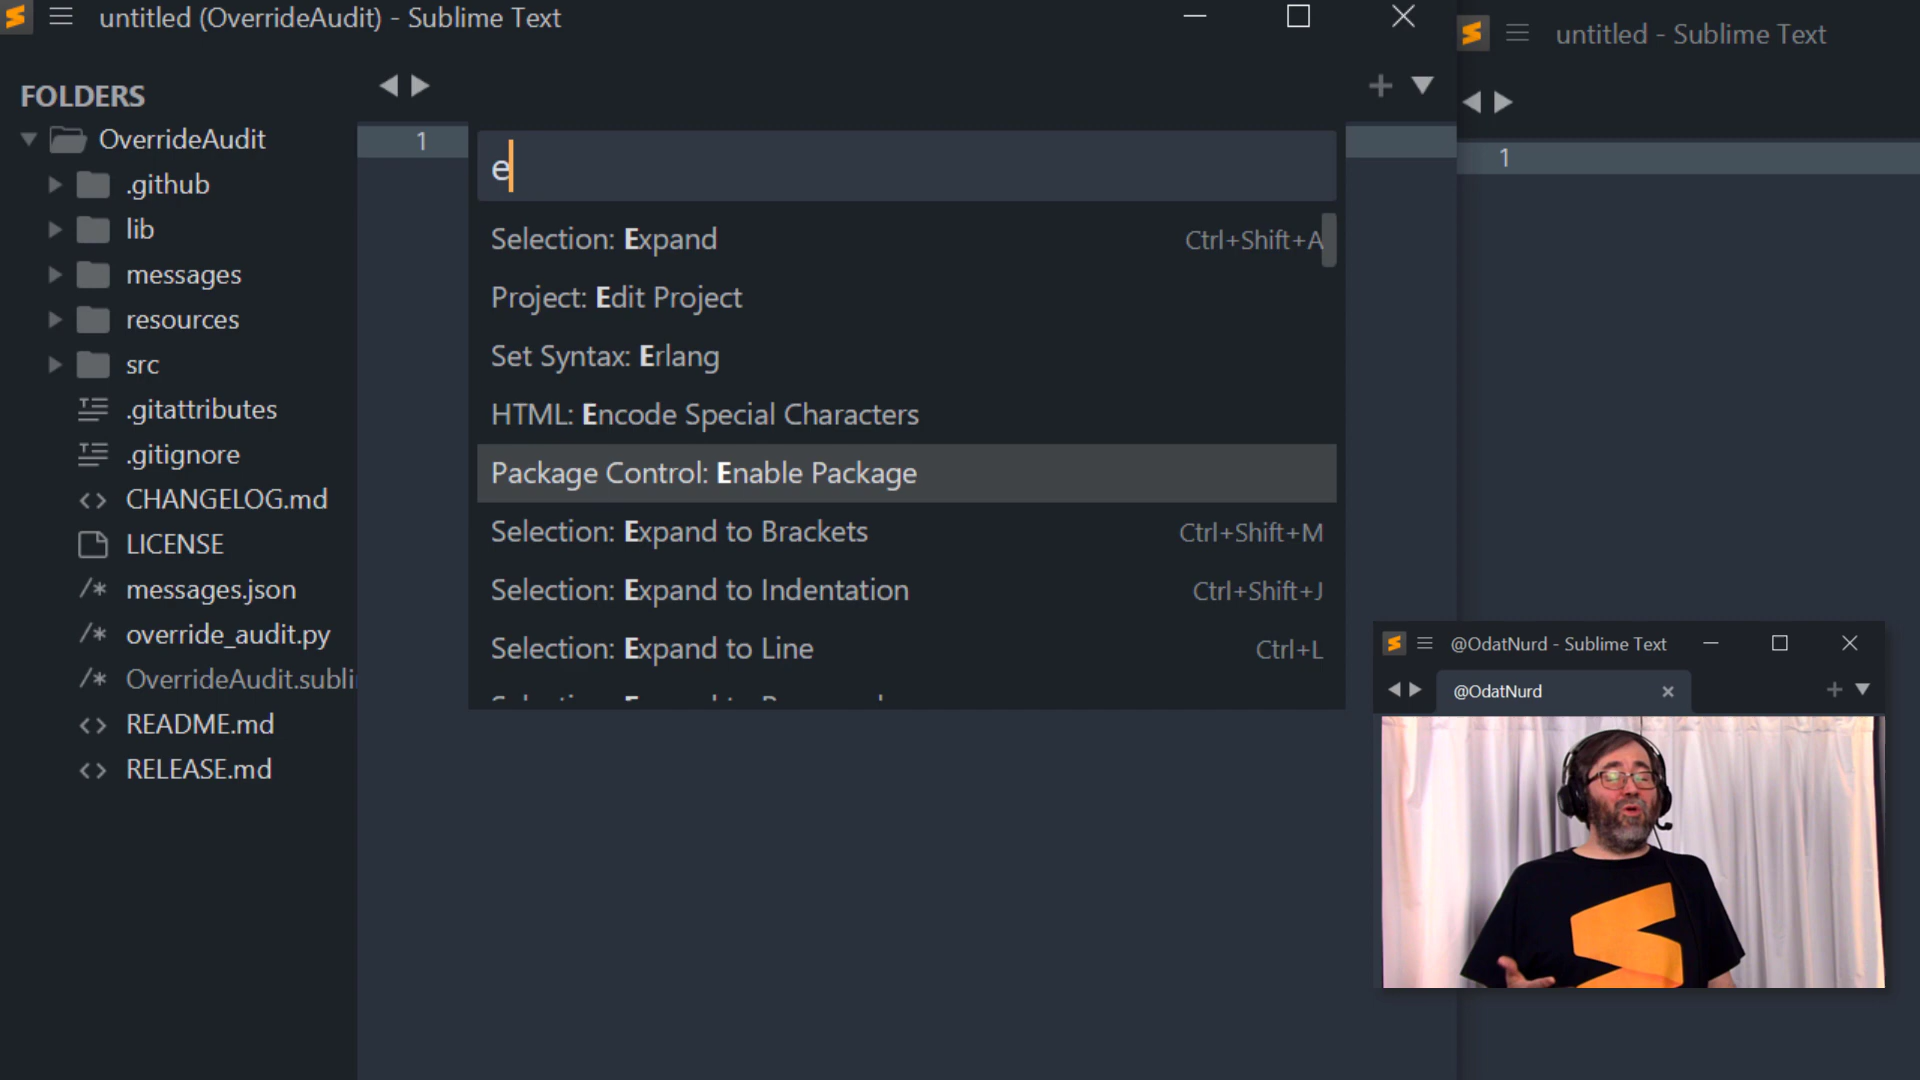 untitled (OverrideAudit) - Sublime Text
untitled - Sublime Text
FOLDERS
OverrideAudit
.github
lib
messages
resources
src
.gitattributes
.gitignore
CHANGELOG.md
LICENSE
messages.json
override_audit.py
OverrideAudit.subli
README.md
RELEASE.md
1
e
Selection: Expand Ctrl+Shift+A
Project: Edit Project
Set Syntax: Erlang
HTML: Encode Special Characters
Package Control: Enable Package
Selection: Expand to Brackets Ctrl+Shift+M
Selection: Expand to Indentation Ctrl+Shift+J
Selection: Expand to Line Ctrl+L
1
@OdatNurd - Sublime Text
@OdatNurd